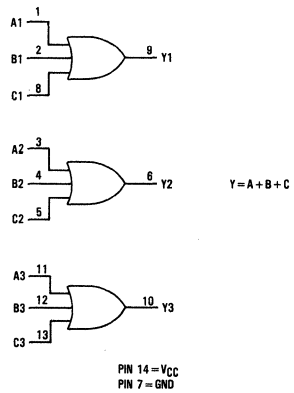 A1 1
B1 2 9 Y1
C1 8
A2 3
B2 4 6 Y2 Y=A+B+C
C2 5
A3 11
B3 12 10 Y3
C3 13
PIN 14=VCC
PIN 7=GND